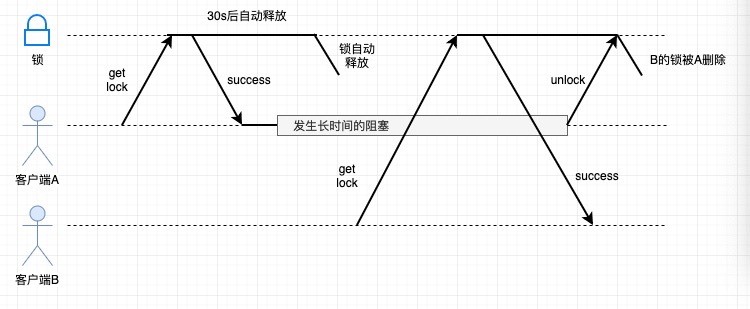 30s后自动释放
锁
锁自动
释放
B的锁被A删除
get
lock
success
unlock
发生长时间的阻塞
客户端A
get
lock
success
客户端B